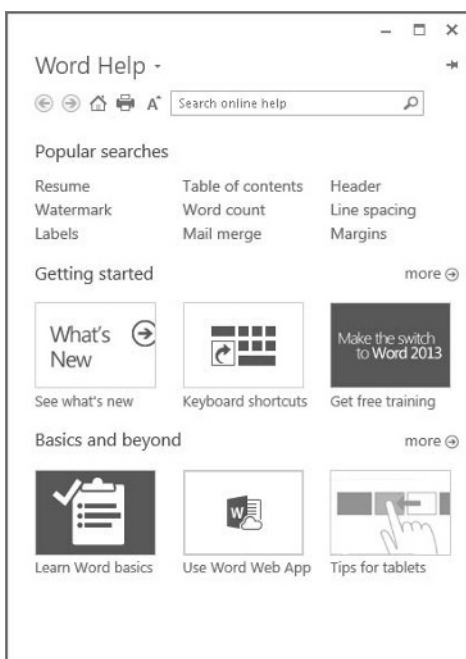 Word Help
A
Search online help
Popular searches
Resume Table of contents Header
Watermark Word count Line spacing
Labels Mail merge Margins
Getting started more
What's
New
Make the switch
to Word 2013
See what's new Keyboard shortcuts Get free training
Basics and beyond more
W
Learn Word basics Use Word Web App Tips for tablets